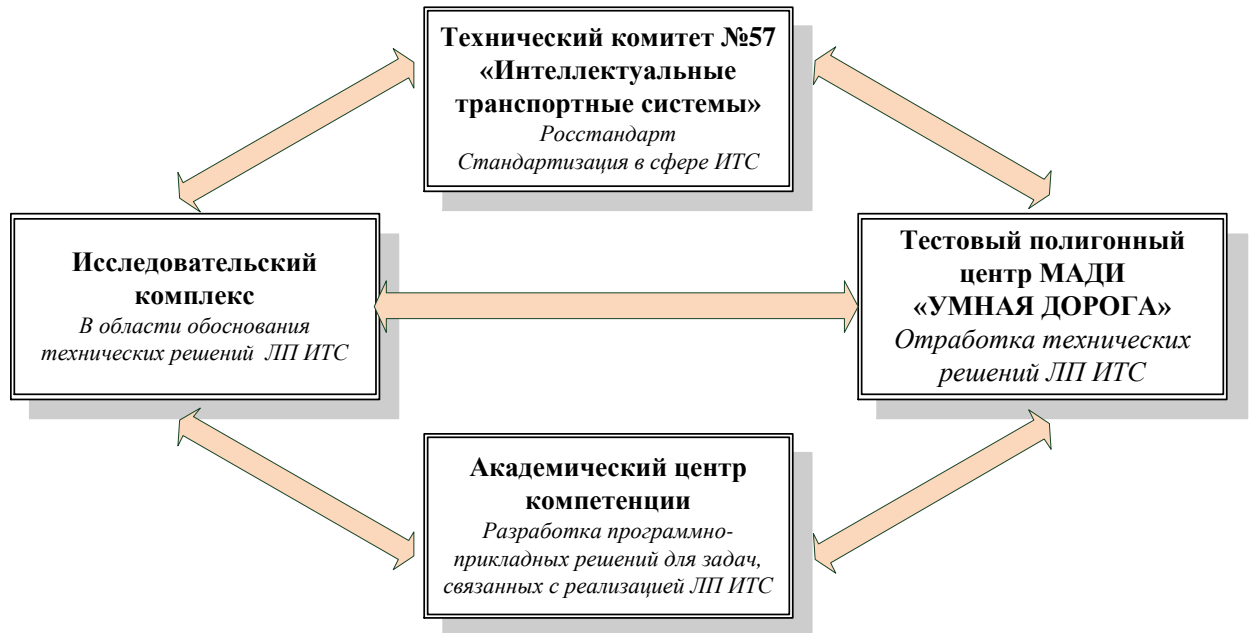 Технический комитет №57
«Интеллектуальные
транспортные системы»
Росстандарт
Стандартизация в сфере ИТС
Исследовательский
комплекс
В области обоснования
технических решений ЛП ИТС
Тестовый полигонный
центр МАДИ
«УМНАЯ ДОРОГА»
Отработка технических
решений ЛП ИТС
Академический центр
компетенции
Разработка программно-
прикладных решений для задач,
связанных с реализацией ЛП ИТС